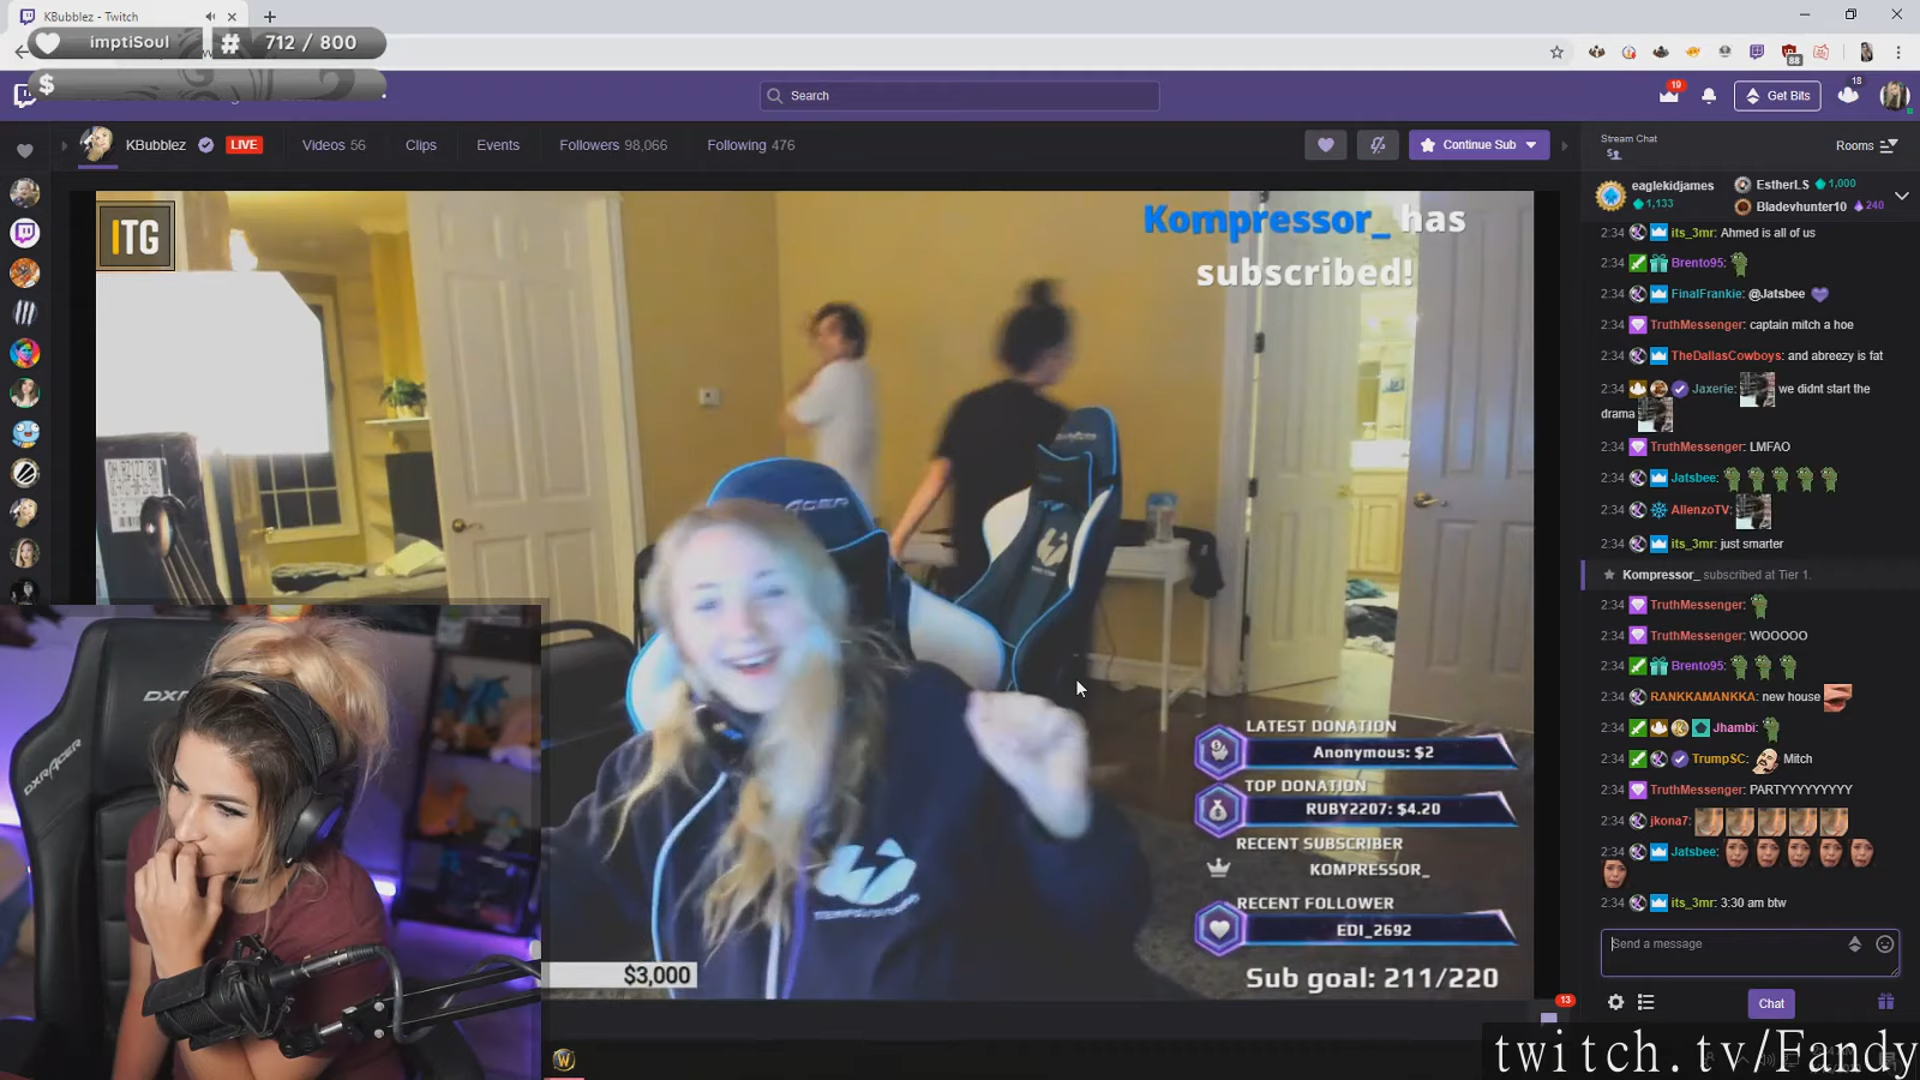 KBubblez - Twitch
imptiSoul
# 712 / 800
88
$
Search
19
Get Bits
18
KBubblez
LIVE
Videos 56
Clips
Events
Followers 98,066
Following 476
Continue Sub
Stream Chat
Rooms
eaglekidjames
1,133
EstherLS 1,000
Bladevhunter10 240
ITG
Kompressor_ has
subscribed!
2:34 its_3mr: Ahmed is all of us
2:34 Brento95:
2:34 FinalFrankie: @Jatsbee
2:34 TruthMessenger: captain mitch a hoe
2:34 TheDallasCowboys: and abreezy is fat
2:34 Jaxerie: we didnt start the
drama
2:34 TruthMessenger: LMFAO
2:34 Jatsbee:
2:34 AllenzoTV:
2:34 its_3mr: just smarter
Kompressor_ subscribed at Tier 1.
2:34 TruthMessenger:
2:34 TruthMessenger: WOOOOO
2:34 Brento95:
2:34 RANKKAMANKKA: new house
2:34 Jhambi:
2:34 TrumpSC: Mitch
2:34 TruthMessenger: PARTYYYYYYYYY
2:34 jkona7:
2:34 Jatsbee:
2:34 its_3mr: 3:30 am btw
Send a message
Chat
13
LATEST DONATION
Anonymous: $2
TOP DONATION
RUBY2207: $4.20
RECENT SUBSCRIBER
KOMPRESSOR_
RECENT FOLLOWER
EDI_2692
Sub goal: 211/220
$3,000
DXRACER
twitch.tv/Fandy